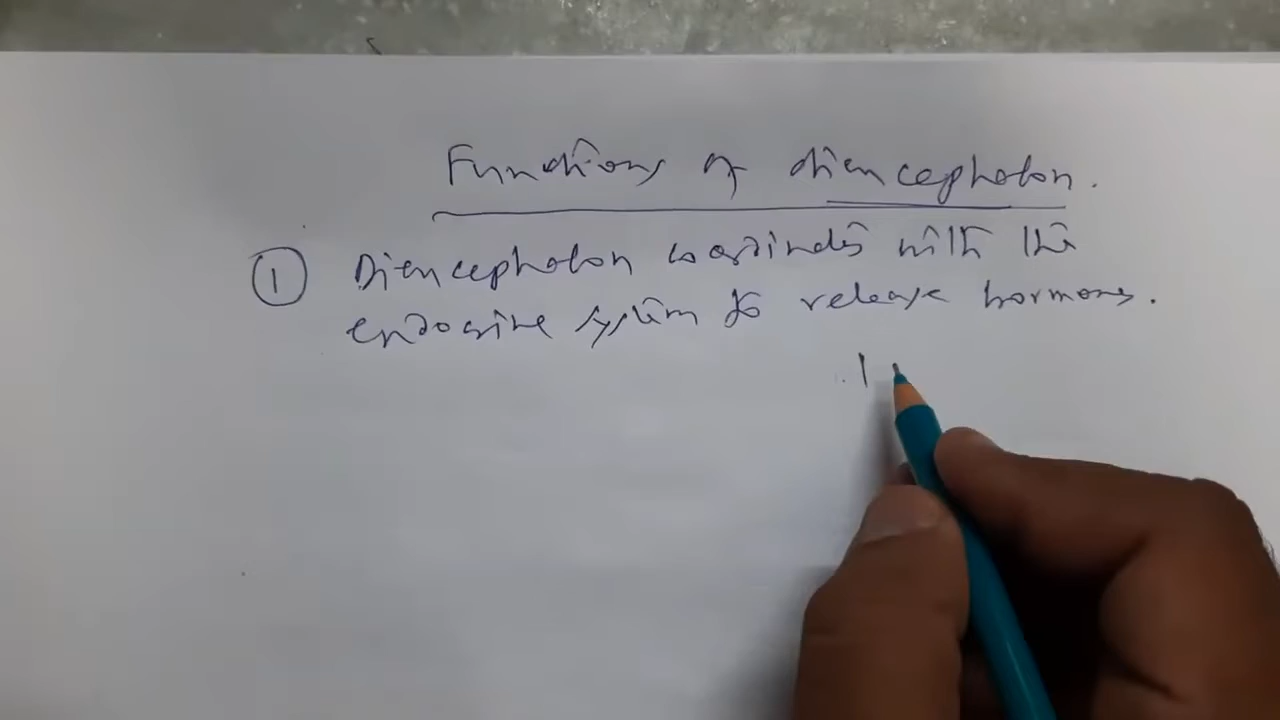 Functions of diencephalon.
① Diencephalon coordinates with the
endocrine system to release hormones.